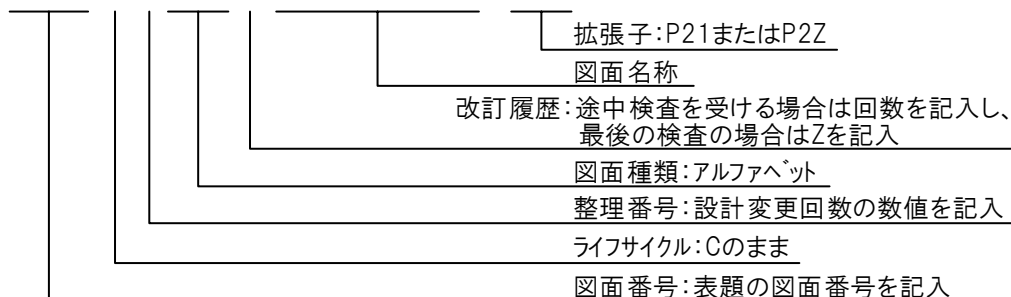 拡張子:P21またはP2Z
図面名称
改訂履歴:途中検査を受ける場合は回数を記入し、
最後の検査の場合はZを記入
図面種類:アルファベット
整理番号:設計変更回数の数値を記入
ライフサイクル:Cのまま
図面番号:表題の図面番号を記入